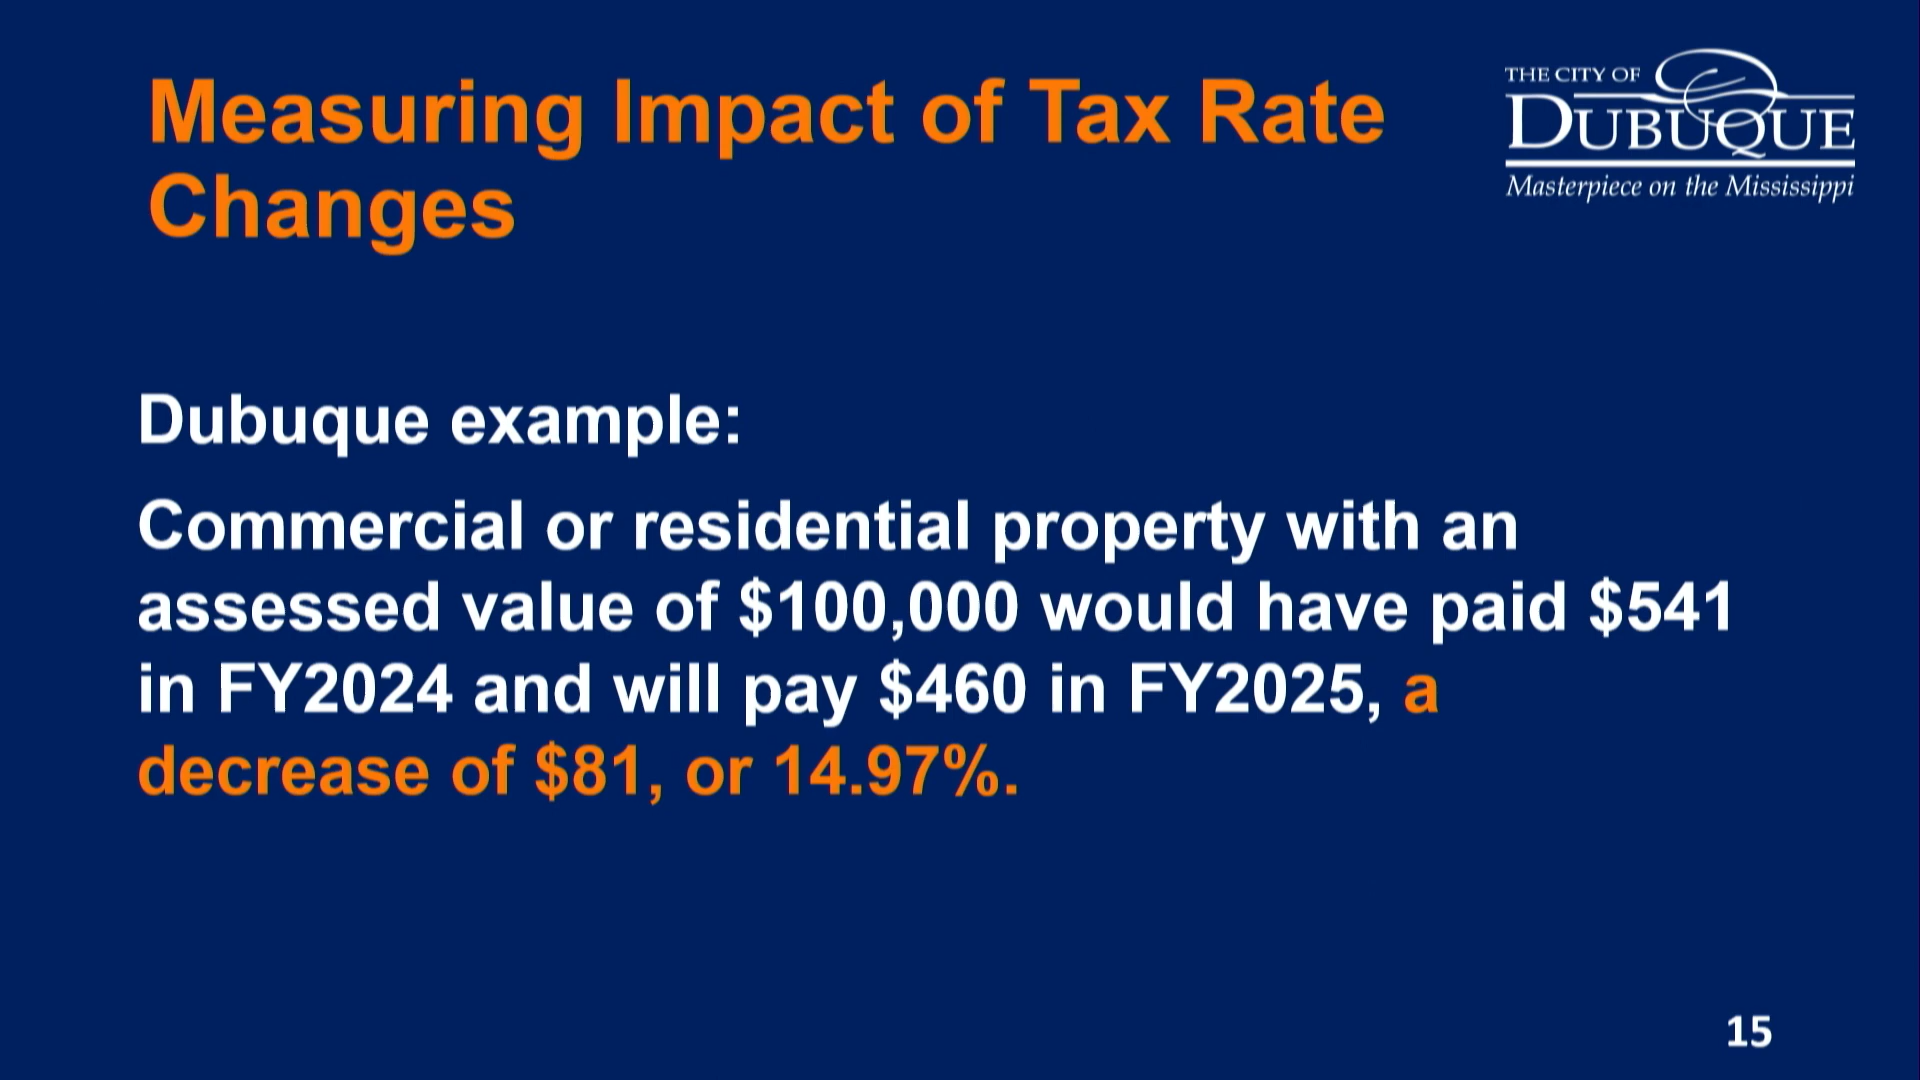 Measuring Impact of Tax Rate
Changes
THE CITY OF
DUBUQUE
Masterpiece on the Mississippi
Dubuque example:
Commercial or residential property with an
assessed value of $100,000 would have paid $541
in FY2024 and will pay $460 in FY2025, a
decrease of $81, or 14.97%.
15